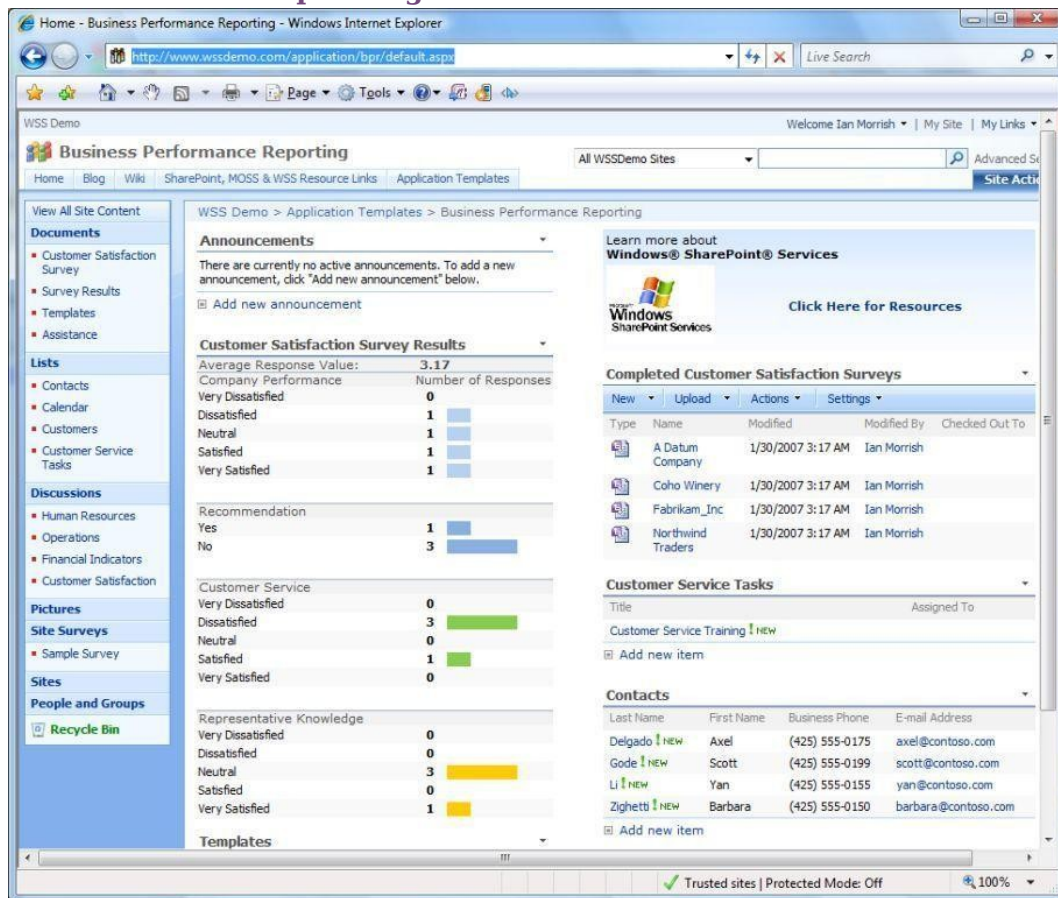 Home - Business Performance Reporting - Windows Internet Explorer
http://www.wssdemo.com/application/bpr/default.aspx
Live Search
Page
Tools
WSS Demo
Welcome Ian Morrish | My Site | My Links
Business Performance Reporting
All WSSDemo Sites
Advanced Se
Home Blog Wiki SharePoint, MOSS & WSS Resource Links Application Templates
Site Actio
View All Site Content
Documents
Customer Satisfaction
Survey
Survey Results
Templates
Assistance
Lists
Contacts
Calendar
Customers
Customer Service
Tasks
Discussions
Human Resources
Operations
Financial Indicators
Customer Satisfaction
Pictures
Site Surveys
Sample Survey
Sites
People and Groups
Recycle Bin
WSS Demo > Application Templates > Business Performance Reporting
Announcements
There are currently no active announcements. To add a new
announcement, click "Add new announcement" below.
Add new announcement
Customer Satisfaction Survey Results
Average Response Value: 3.17
Company Performance Number of Responses
Very Dissatisfied 0
Dissatisfied 1
Neutral 1
Satisfied 1
Very Satisfied 1
Recommendation
Yes 1
No 3
Customer Service
Very Dissatisfied 0
Dissatisfied 3
Neutral 0
Satisfied 1
Very Satisfied 0
Representative Knowledge
Very Dissatisfied 0
Dissatisfied 0
Neutral 3
Satisfied 0
Very Satisfied 1
Templates
Learn more about
Windows® SharePoint® Services
Windows
SharePoint Services
Click Here for Resources
Completed Customer Satisfaction Surveys
New Upload Actions Settings
Type Name Modified Modified By Checked Out To
A Datum
Company 1/30/2007 3:17 AM Ian Morrish
Coho Winery 1/30/2007 3:17 AM Ian Morrish
Fabrikam_Inc 1/30/2007 3:17 AM Ian Morrish
Northwind
Traders 1/30/2007 3:17 AM Ian Morrish
Customer Service Tasks
Title Assigned To
Customer Service Training ! NEW
Add new item
Contacts
Last Name First Name Business Phone E-mail Address
Delgado ! NEW Axel (425) 555-0175 axel@contoso.com
Gode ! NEW Scott (425) 555-0199 scott@contoso.com
Li ! NEW Yan (425) 555-0155 yan@contoso.com
Zighetti ! NEW Barbara (425) 555-0150 barbara@contoso.com
Add new item
Trusted sites | Protected Mode: Off
100%